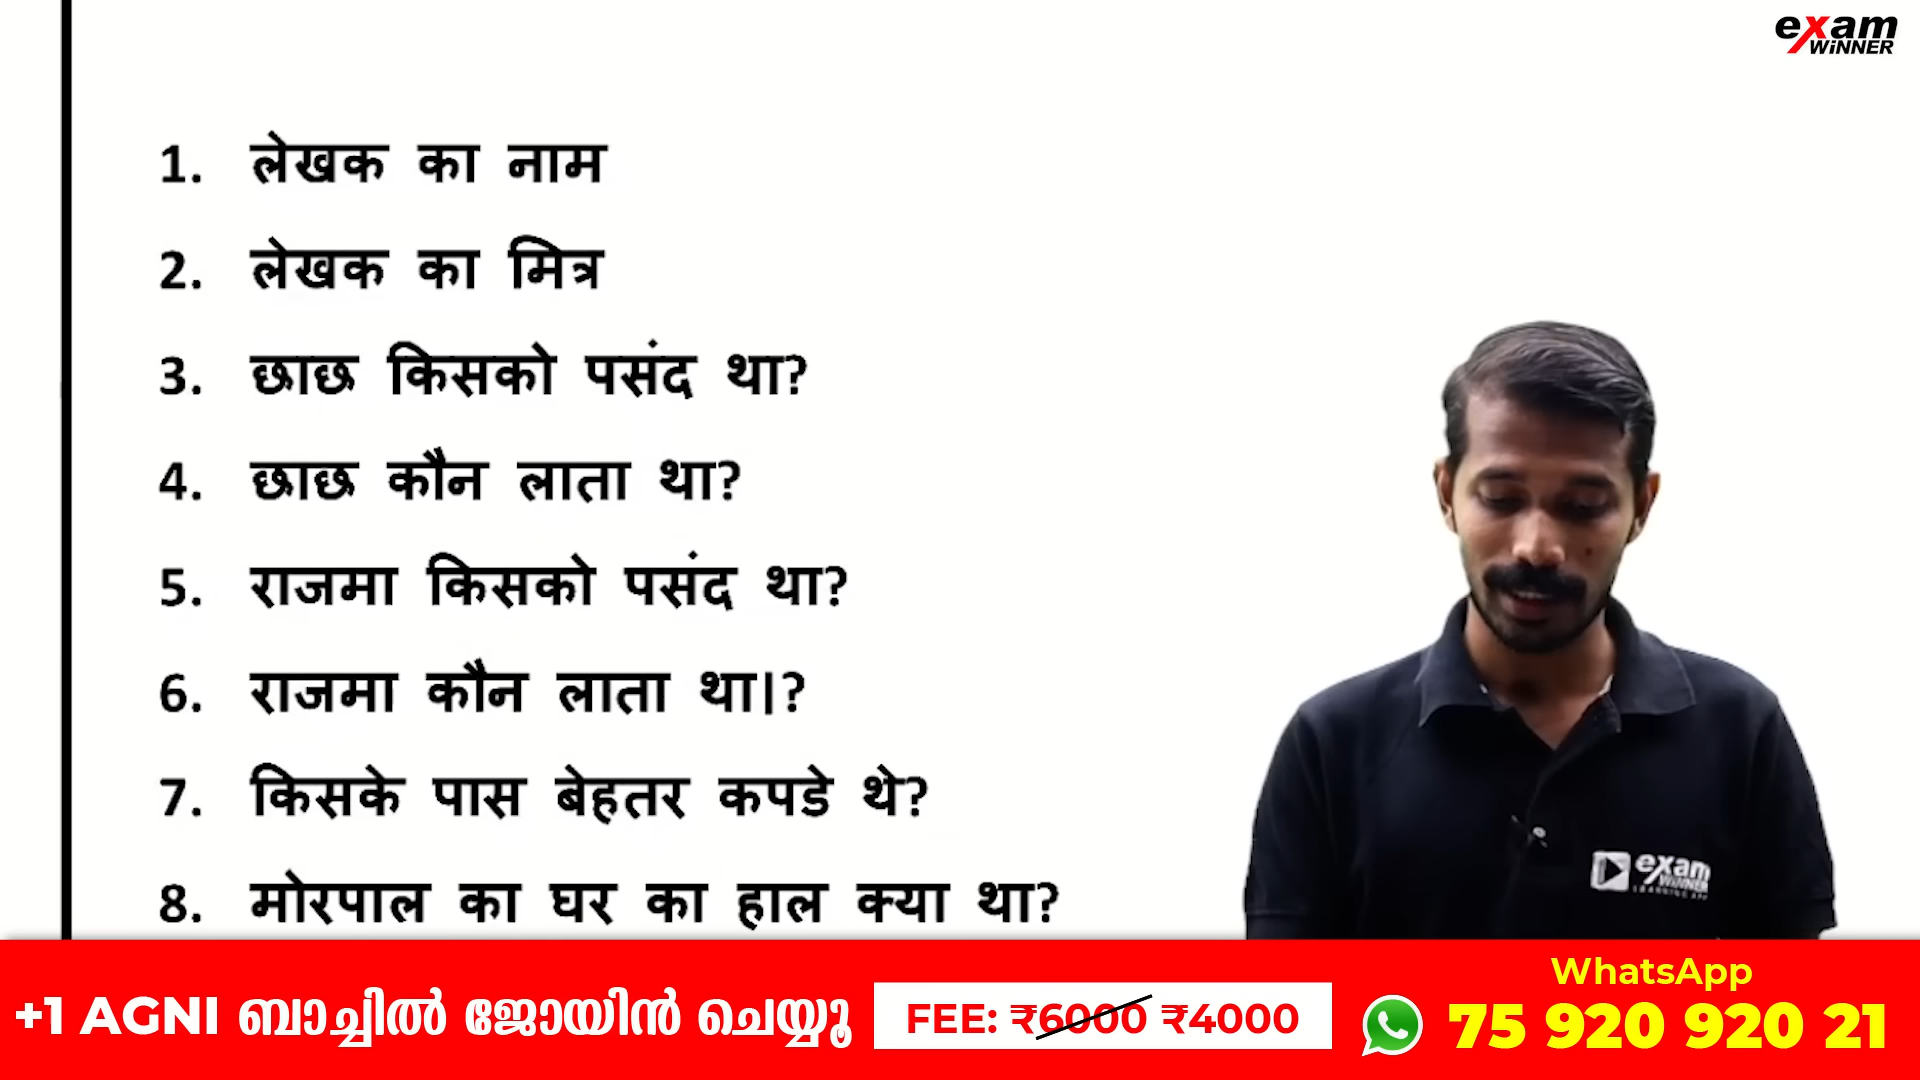 exam
WiNNER
1. लेखक का नाम
2. लेखक का मित्र
3. छाछ किसको पसंद था?
4. छाछ कौन लाता था?
5. राजमा किसको पसंद था?
6. राजमा कौन लाता था|?
7. किसके पास बेहतर कपडे थे?
8. मोरपाल का घर का हाल क्या था?
exam
WiNNER
+1 AGNI ബാച്ചിൽ ജോയിൻ ചെയ്യൂ
FEE: ₹6000 ₹4000
WhatsApp
75 920 920 21